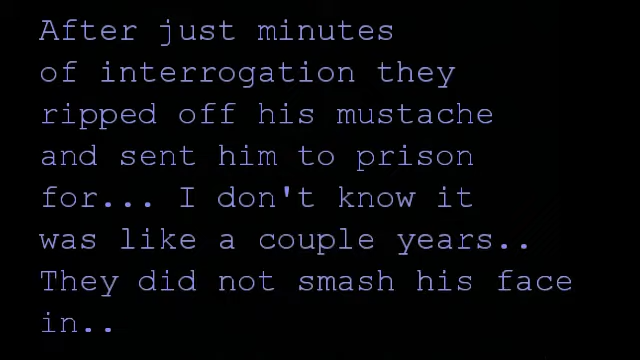 After just minutes
of interrogation they
ripped off his mustache
and sent him to prison
for... I don't know it
was like a couple years..
They did not smash his face
in..